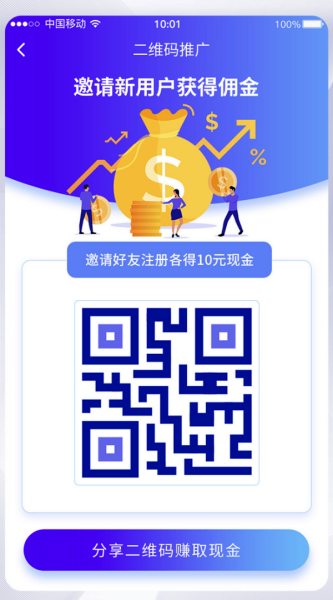 中国移动 10:01 100%
二维码推广
邀请新用户获得佣金
$
%
$
邀请好友注册各得10元现金
分享二维码赚取现金